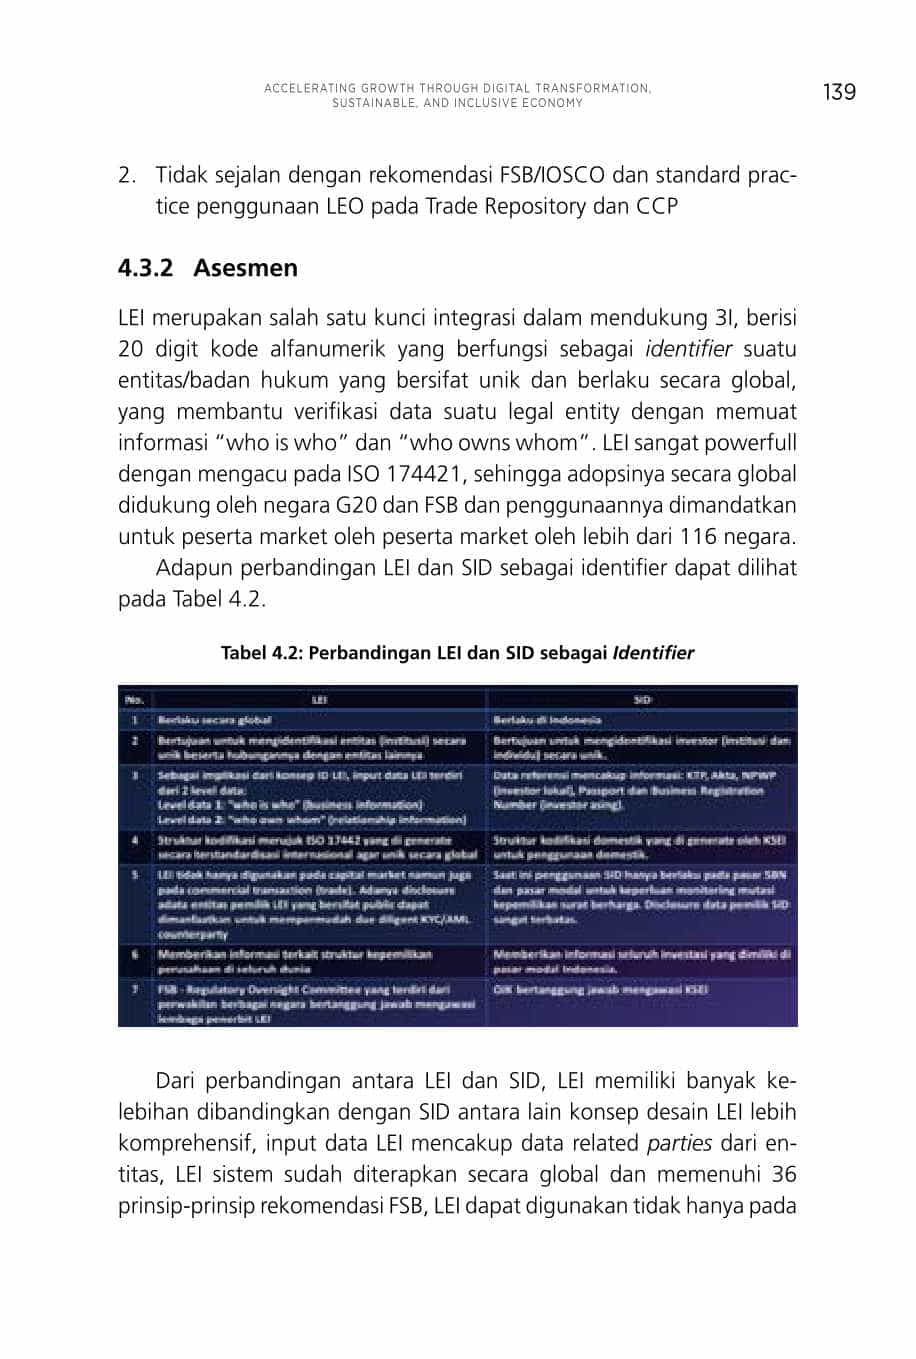 ACCELERATING GROWTH THROUGH DIGITAL TRANSFORMATION,
SUSTAINABLE, AND INCLUSIVE ECONOMY
139
2. Tidak sejalan dengan rekomendasi FSB/IOSCO dan standard prac-
tice penggunaan LEO pada Trade Repository dan CCP
4.3.2 Asesmen
LEI merupakan salah satu kunci integrasi dalam mendukung 3I, berisi
20 digit kode alfanumerik yang berfungsi sebagai identifier suatu
entitas/badan hukum yang bersifat unik dan berlaku secara global,
yang membantu verifikasi data suatu legal entity dengan memuat
informasi “who is who” dan “who owns whom”. LEI sangat powerfull
dengan mengacu pada ISO 174421, sehingga adopsinya secara global
didukung oleh negara G20 dan FSB dan penggunaannya dimandatkan
untuk peserta market oleh peserta market oleh lebih dari 116 negara.
Adapun perbandingan LEI dan SID sebagai identifier dapat dilihat
pada Tabel 4.2.
Tabel 4.2: Perbandingan LEI dan SID sebagai Identifier
No. LEI SID
1 Berlaku secara global Berlaku di Indonesia
2 Bertujuan untuk mengidentifikasi entitas (institusi) secara Bertujuan untuk mengidentifikasi investor (institusi dan
unik beserta hubungannya dengan entitas lainnya individu) secara unik.
3 Sebagai implikasi dari konsep ID LEI, input data LEI terdiri Data referensi mencakup informasi: KTP, Akta, NPWP
dari 2 level data: (investor lokal), Passport dan Business Registration
Level data 1: "who is who" (business information) Number (investor asing).
Level data 2: "who own whom" (relationship information)
4 Struktur kodifikasi merujuk ISO 17442 yang di generate Struktur kodifikasi domestik yang di generate oleh KSEI
secara terstandardisasi internasional agar unik secara global untuk penggunaan domestik.
5 LEI tidak hanya digunakan pada capital market namun juga Saat ini penggunaan SID hanya berlaku pada pasar SBN
pada commercial transaction (trade). Adanya disclosure dan pasar modal untuk keperluan monitoring mutasi
adata entitas pemilik LEI yang bersifat public dapat kepemilikan surat berharga. Disclosure data pemilik SID
dimanfaatkan untuk mempermudah due diligent KYC/AML sangat terbatas.
counterparty
6 Memberikan informasi terkait struktur kepemilikan Memberikan informasi seluruh investasi yang dimiliki di
perusahaan di seluruh dunia pasar modal Indonesia.
7 FSB - Regulatory Oversight Committee yang terdiri dari OJK bertanggung jawab mengawasi KSEI
perwakilan berbagai negara bertanggung jawab mengawasi
lembaga penerbit LEI
Dari perbandingan antara LEI dan SID, LEI memiliki banyak ke-
lebihan dibandingkan dengan SID antara lain konsep desain LEI lebih
komprehensif, input data LEI mencakup data related parties dari en-
titas, LEI sistem sudah diterapkan secara global dan memenuhi 36
prinsip-prinsip rekomendasi FSB, LEI dapat digunakan tidak hanya pada